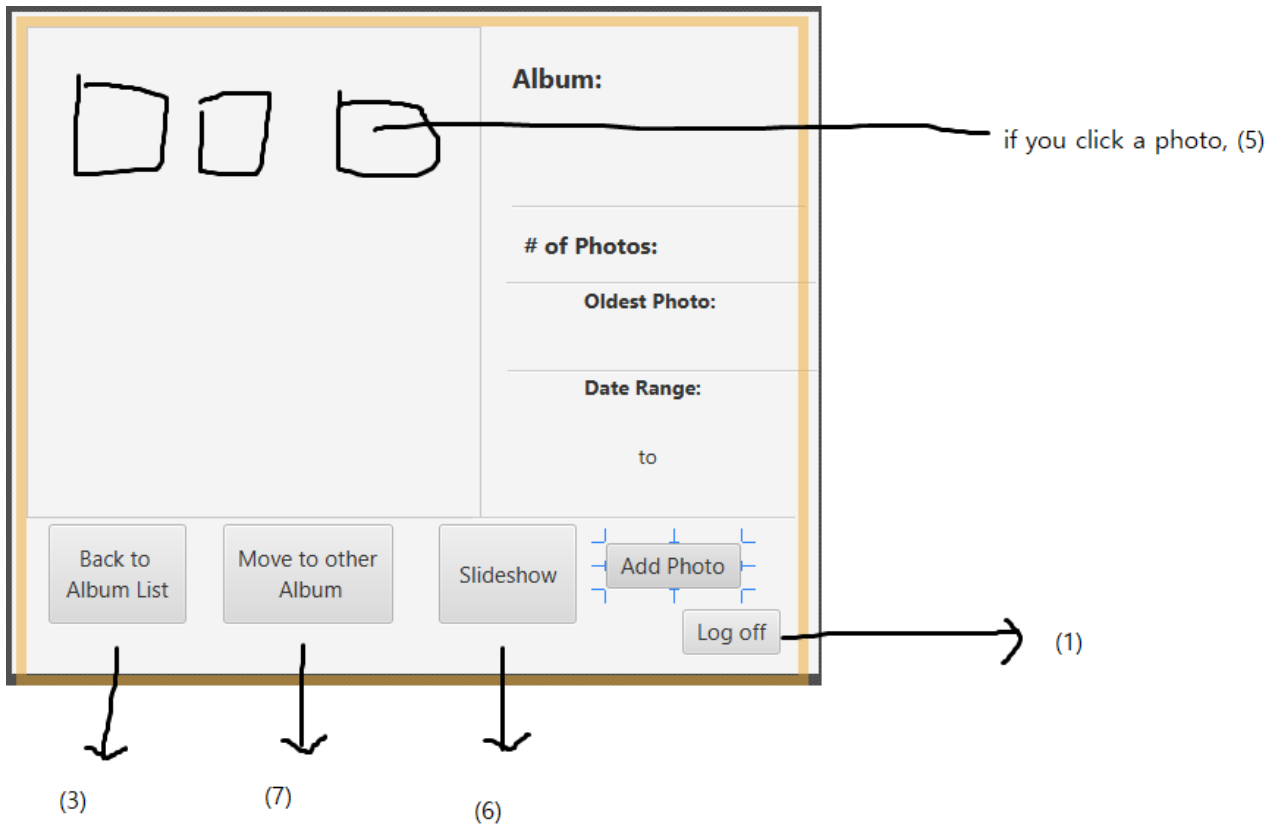 Album:
if you click a photo, (5)
# of Photos:
Oldest Photo:
Date Range:
to
Back to
Album List
Move to other
Album
Slideshow
Add Photo
Log off
(1)
(3)
(7)
(6)